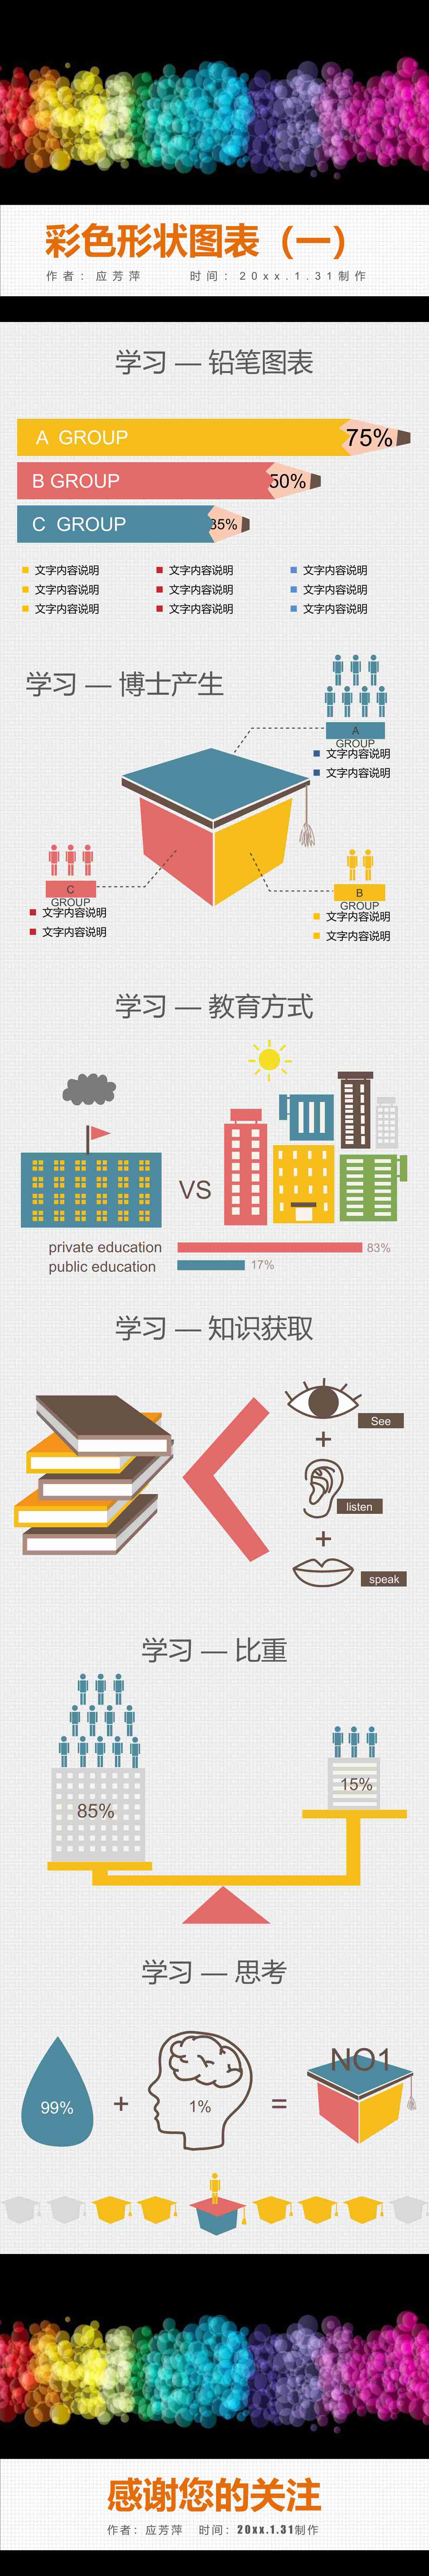 彩色形状图表（一）
作者：应芳萍 时间：20xx.1.31制作
学习 — 铅笔图表
A GROUP 75%
B GROUP 50%
C GROUP 35%
文字内容说明 文字内容说明 文字内容说明
文字内容说明 文字内容说明 文字内容说明
文字内容说明 文字内容说明 文字内容说明
学习 — 博士产生
A
GROUP
文字内容说明
文字内容说明
C
GROUP
文字内容说明
文字内容说明
B
GROUP
文字内容说明
文字内容说明
学习 — 教育方式
VS
private education 83%
public education 17%
学习 — 知识获取
See
+
listen
+
speak
学习 — 比重
85%
15%
学习 — 思考
NO1
99% + 1% =
感谢您的关注
作者：应芳萍 时间：20xx.1.31制作